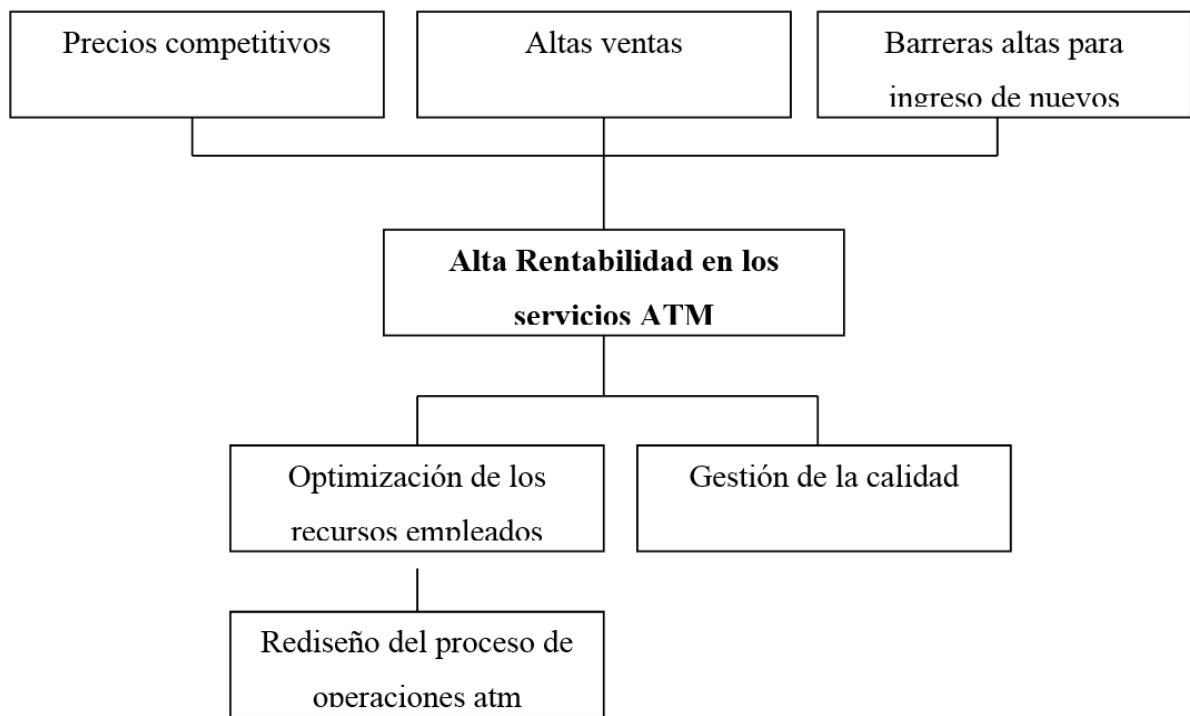 Precios competitivos
Altas ventas
Barreras altas para
ingreso de nuevos
Alta Rentabilidad en los
servicios ATM
Optimización de los
recursos empleados
Gestión de la calidad
Rediseño del proceso de
operaciones atm